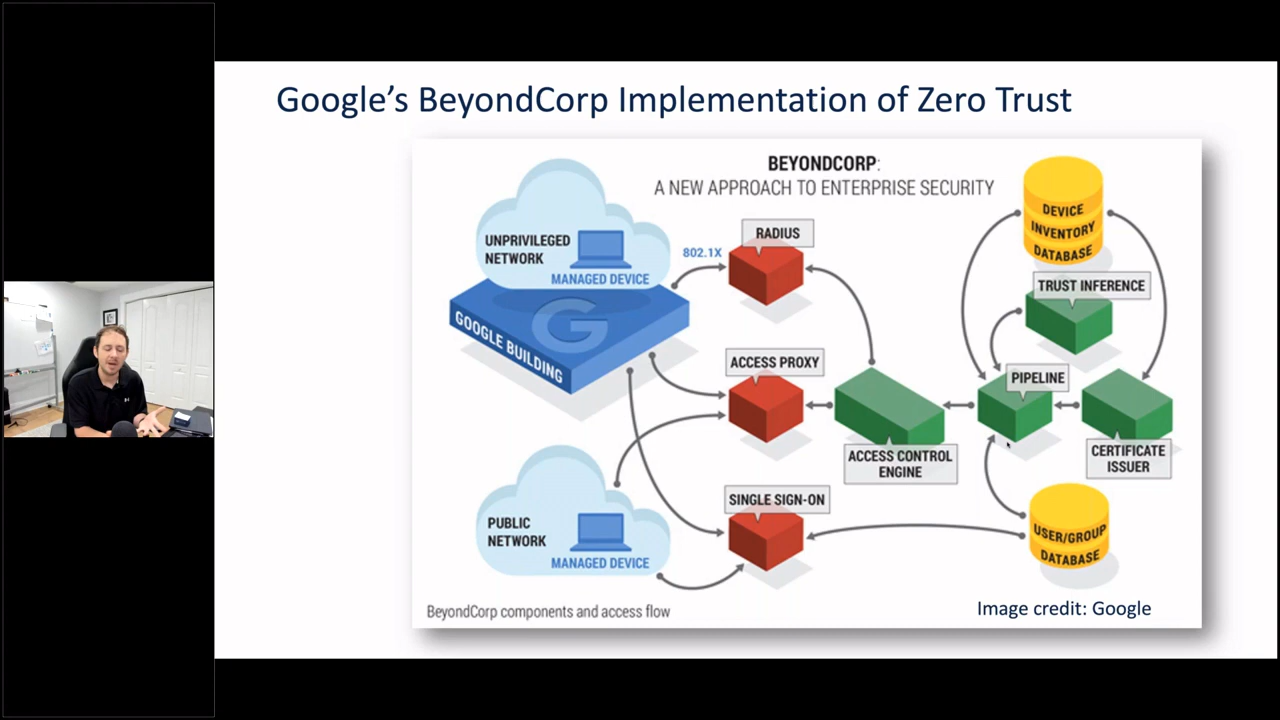 Google's BeyondCorp Implementation of Zero Trust
BEYONDCORP:
A NEW APPROACH TO ENTERPRISE SECURITY
UNPRIVILEGED
NETWORK
MANAGED DEVICE
GOOGLE BUILDING
G
802.1X
RADIUS
DEVICE
INVENTORY
DATABASE
TRUST INFERENCE
ACCESS PROXY
PIPELINE
ACCESS CONTROL
ENGINE
CERTIFICATE
ISSUER
SINGLE SIGN-ON
PUBLIC
NETWORK
MANAGED DEVICE
USER/GROUP
DATABASE
BeyondCorp components and access flow
Image credit: Google